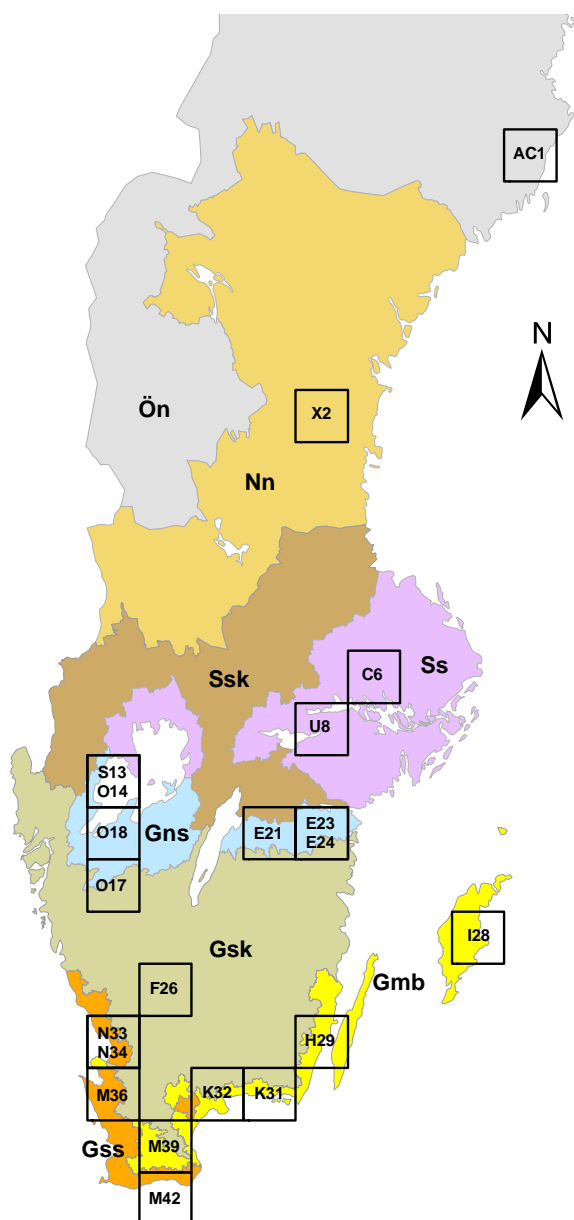 AC1
N
Ön
X2
Nn
Ss
C6
Ssk
U8
S13
O14
O18
Gns
E21
E23
E24
O17
I28
Gsk
F26
Gmb
N33
N34
H29
M36
K32
K31
Gss
M39
M42